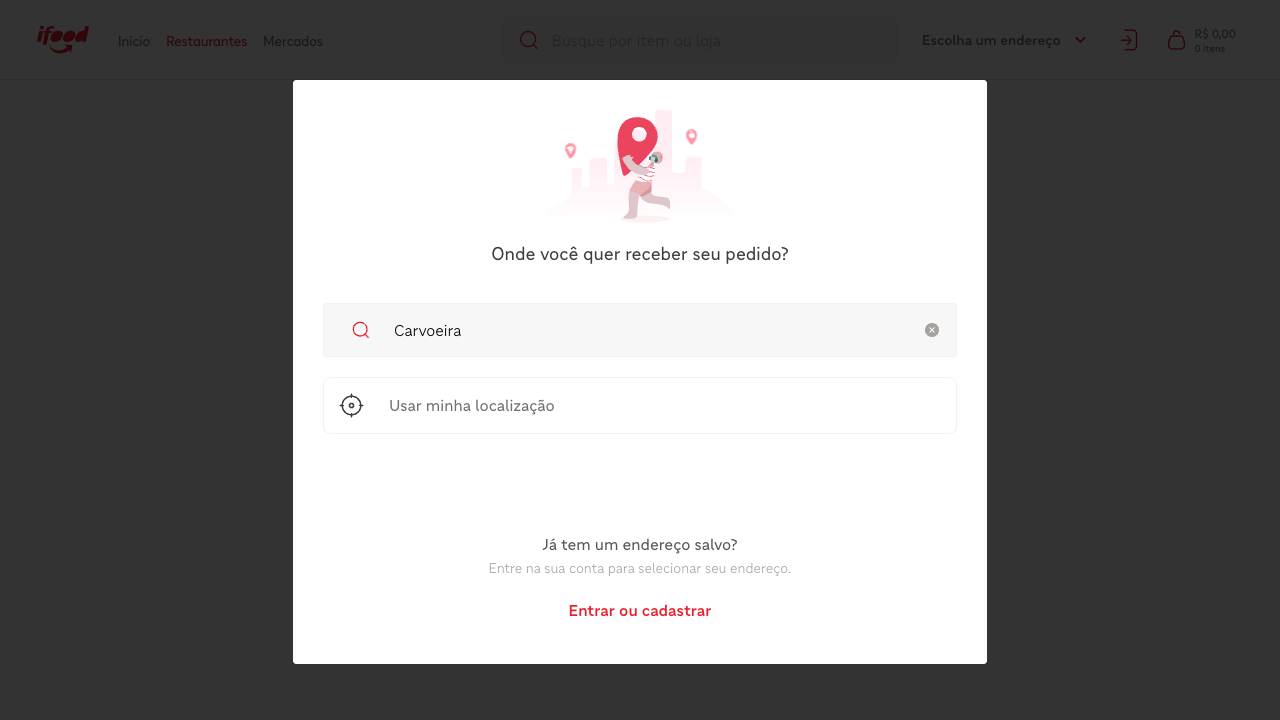 ifood
Início Restaurantes Mercados
Busque por item ou loja
Escolha um endereço
R$ 0,00
0 itens
Onde você quer receber seu pedido?
Carvoeira
Usar minha localização
Já tem um endereço salvo?
Entre na sua conta para selecionar seu endereço.
Entrar ou cadastrar